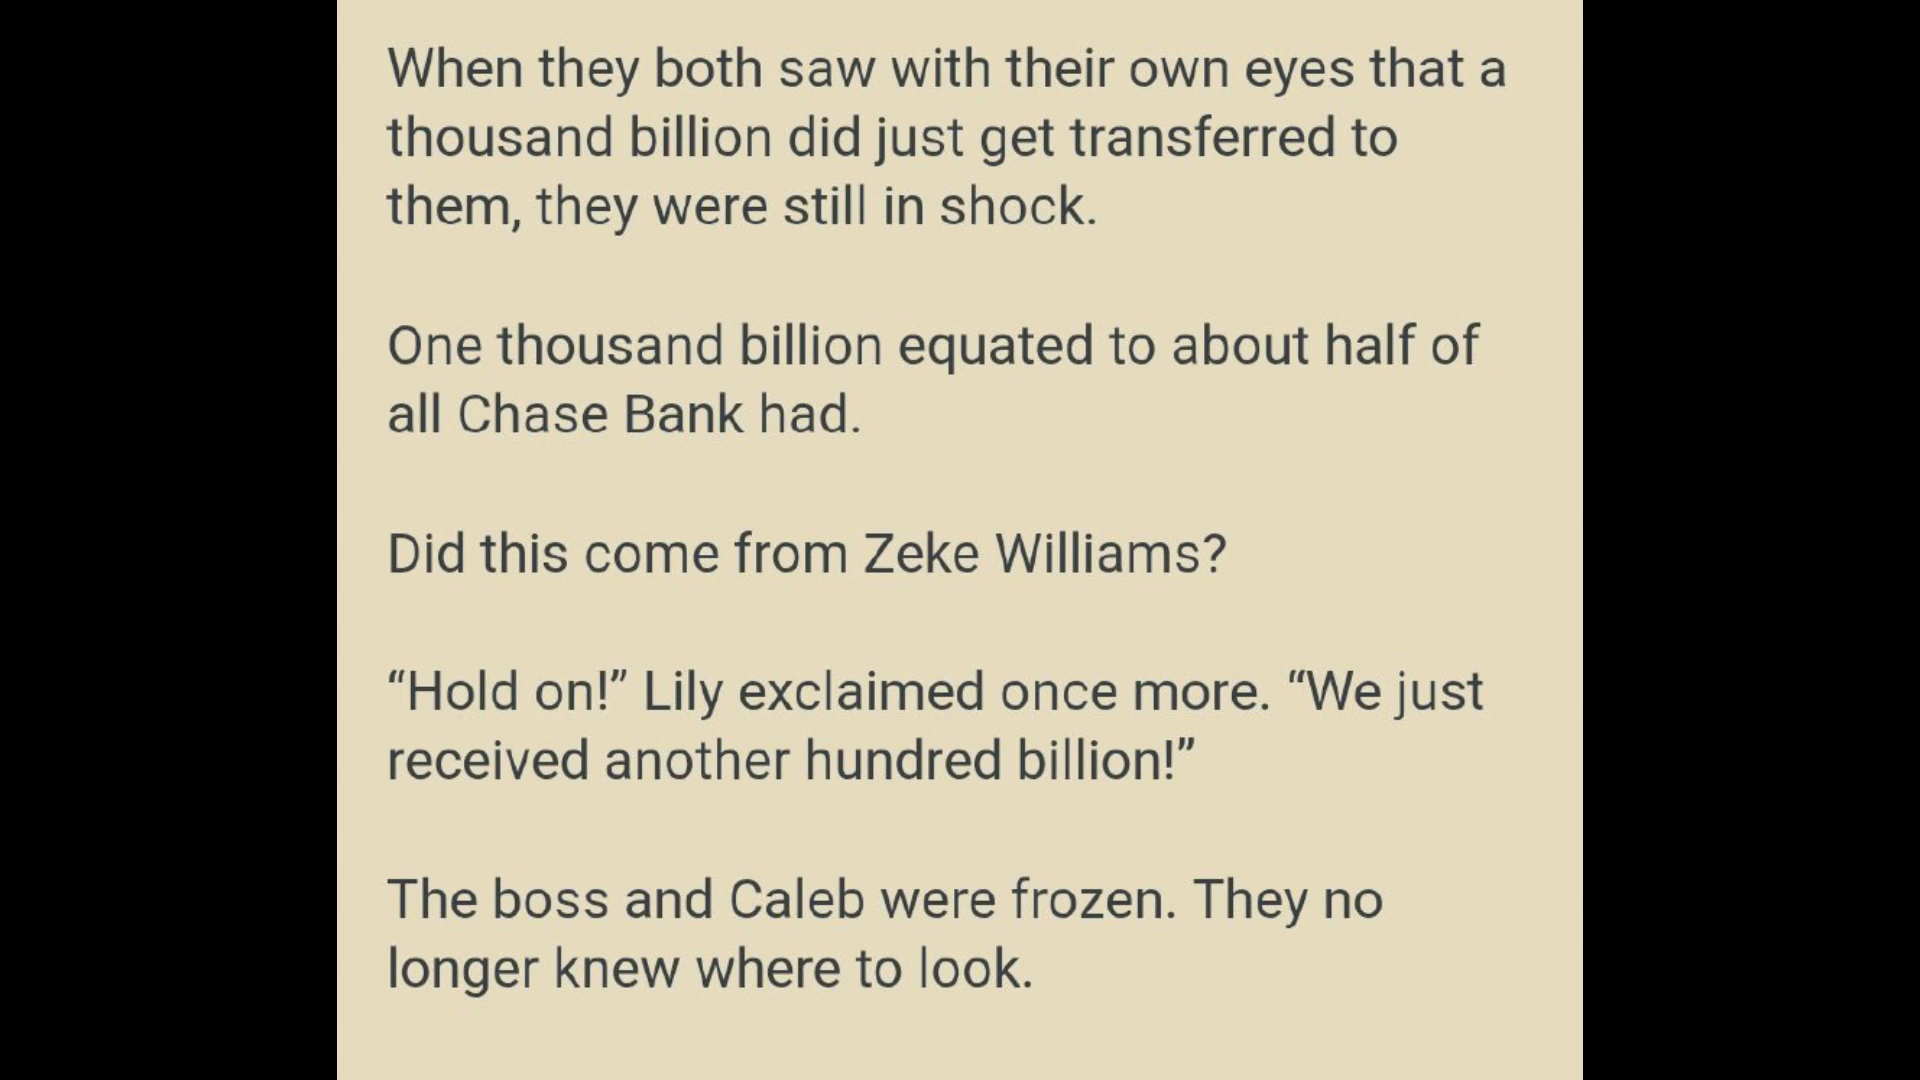 When they both saw with their own eyes that a
thousand billion did just get transferred to
them, they were still in shock.
One thousand billion equated to about half of
all Chase Bank had.
Did this come from Zeke Williams?
“Hold on!” Lily exclaimed once more. “We just
received another hundred billion!”
The boss and Caleb were frozen. They no
longer knew where to look.